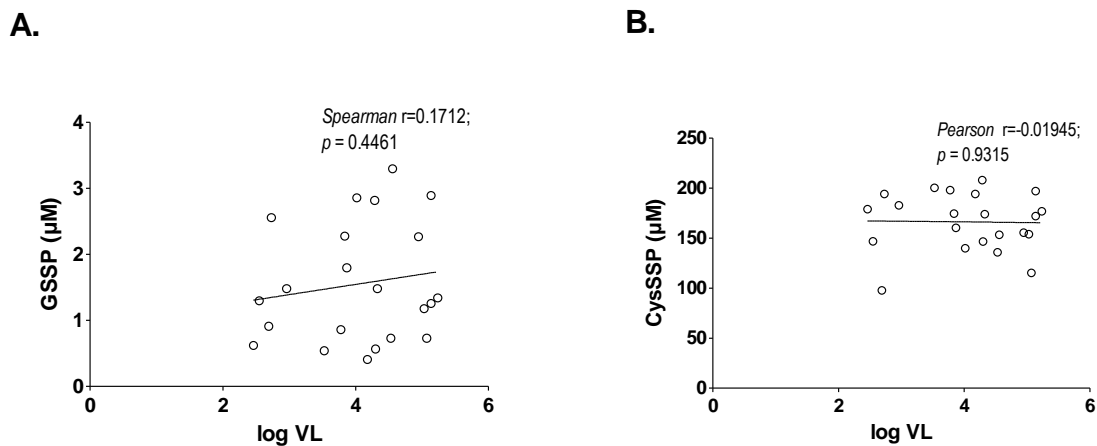 A.
Spearman r=0.1712;
p = 0.4461
4
3
2
1
0
GSSP (µM)
0 2 4 6
log VL
B.
Pearson r=-0.01945;
p = 0.9315
250
200
150
100
50
0
CysSSP (µM)
0 2 4 6
log VL